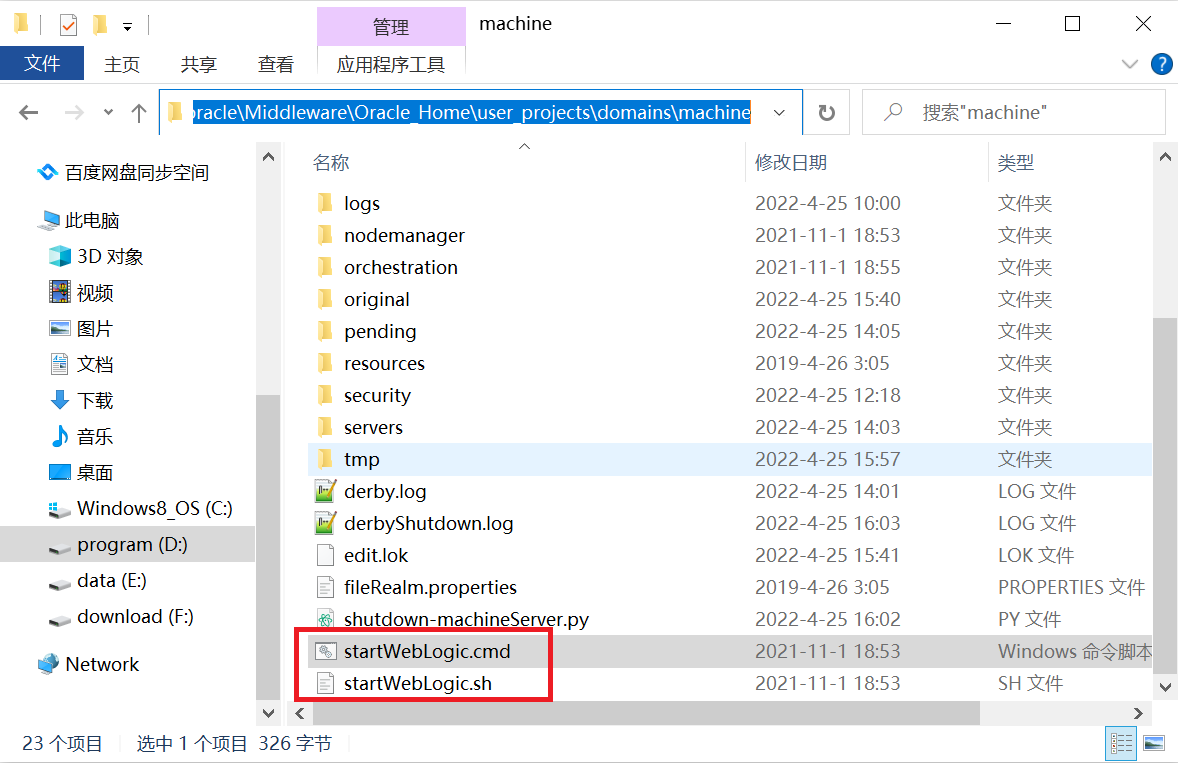 管理
machine
文件
主页
共享
查看
应用程序工具
oracle\Middleware\Oracle_Home\user_projects\domains\machine
搜索"machine"
百度网盘同步空间
此电脑
3D 对象
视频
图片
文档
下载
音乐
桌面
Windows8_OS (C:)
program (D:)
data (E:)
download (F:)
Network
名称 修改日期 类型
logs 2022-4-25 10:00 文件夹
nodemanager 2021-11-1 18:53 文件夹
orchestration 2021-11-1 18:55 文件夹
original 2022-4-25 15:40 文件夹
pending 2022-4-25 14:05 文件夹
resources 2019-4-26 3:05 文件夹
security 2022-4-25 12:18 文件夹
servers 2022-4-25 14:03 文件夹
tmp 2022-4-25 15:57 文件夹
derby.log 2022-4-25 14:01 LOG 文件
derbyShutdown.log 2022-4-25 16:03 LOG 文件
edit.lok 2022-4-25 15:41 LOK 文件
fileRealm.properties 2019-4-26 3:05 PROPERTIES 文件
shutdown-machineServer.py 2022-4-25 16:02 PY 文件
startWebLogic.cmd 2021-11-1 18:53 Windows 命令脚本
startWebLogic.sh 2021-11-1 18:53 SH 文件
23 个项目 选中 1 个项目 326 字节